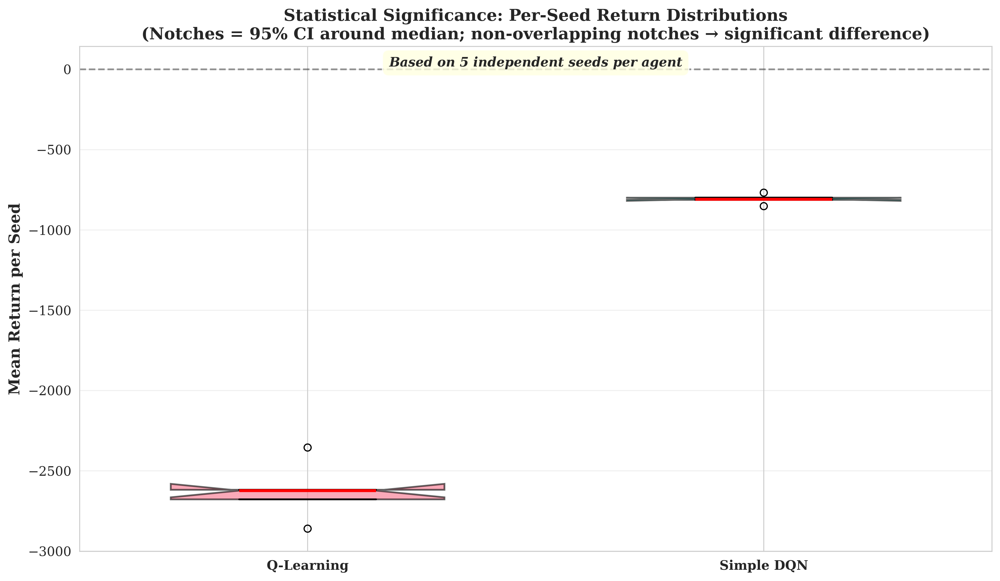 Statistical Significance: Per-Seed Return Distributions
(Notches = 95% CI around median; non-overlapping notches → significant difference)
Based on 5 independent seeds per agent
Mean Return per Seed
0
−500
−1000
−1500
−2000
−2500
−3000
Q-Learning
Simple DQN